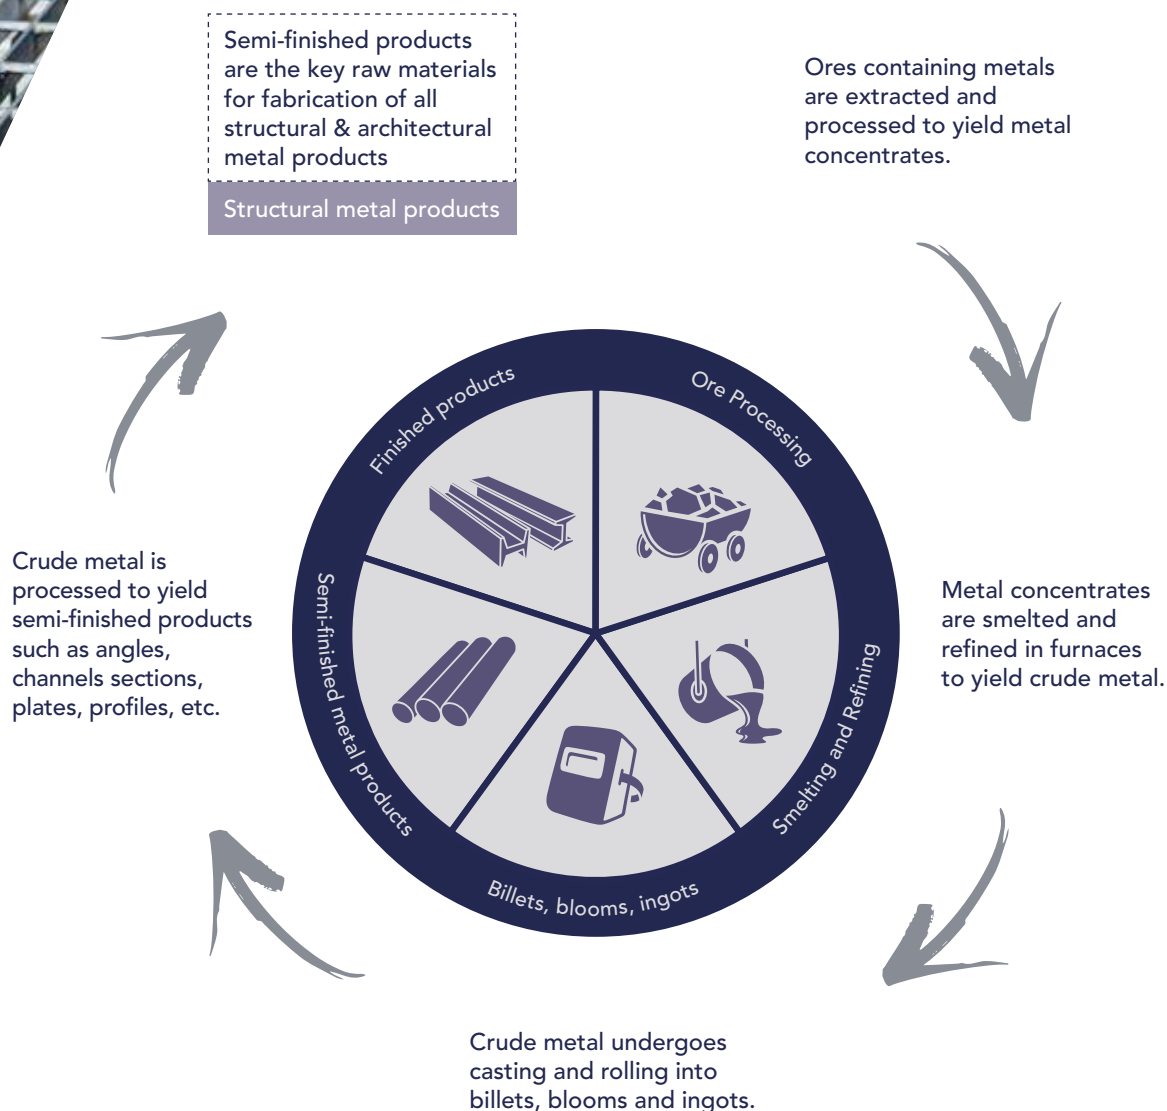 Semi-finished products
are the key raw materials
for fabrication of all
structural & architectural
metal products
Structural metal products
Ores containing metals
are extracted and
processed to yield metal
concentrates.
Finished products
Ore Processing
Crude metal is
processed to yield
semi-finished products
such as angles,
channels sections,
plates, profiles, etc.
Semi-finished metal products
Smelting and Refining
Metal concentrates
are smelted and
refined in furnaces
to yield crude metal.
Billets, blooms, ingots
Crude metal undergoes
casting and rolling into
billets, blooms and ingots.